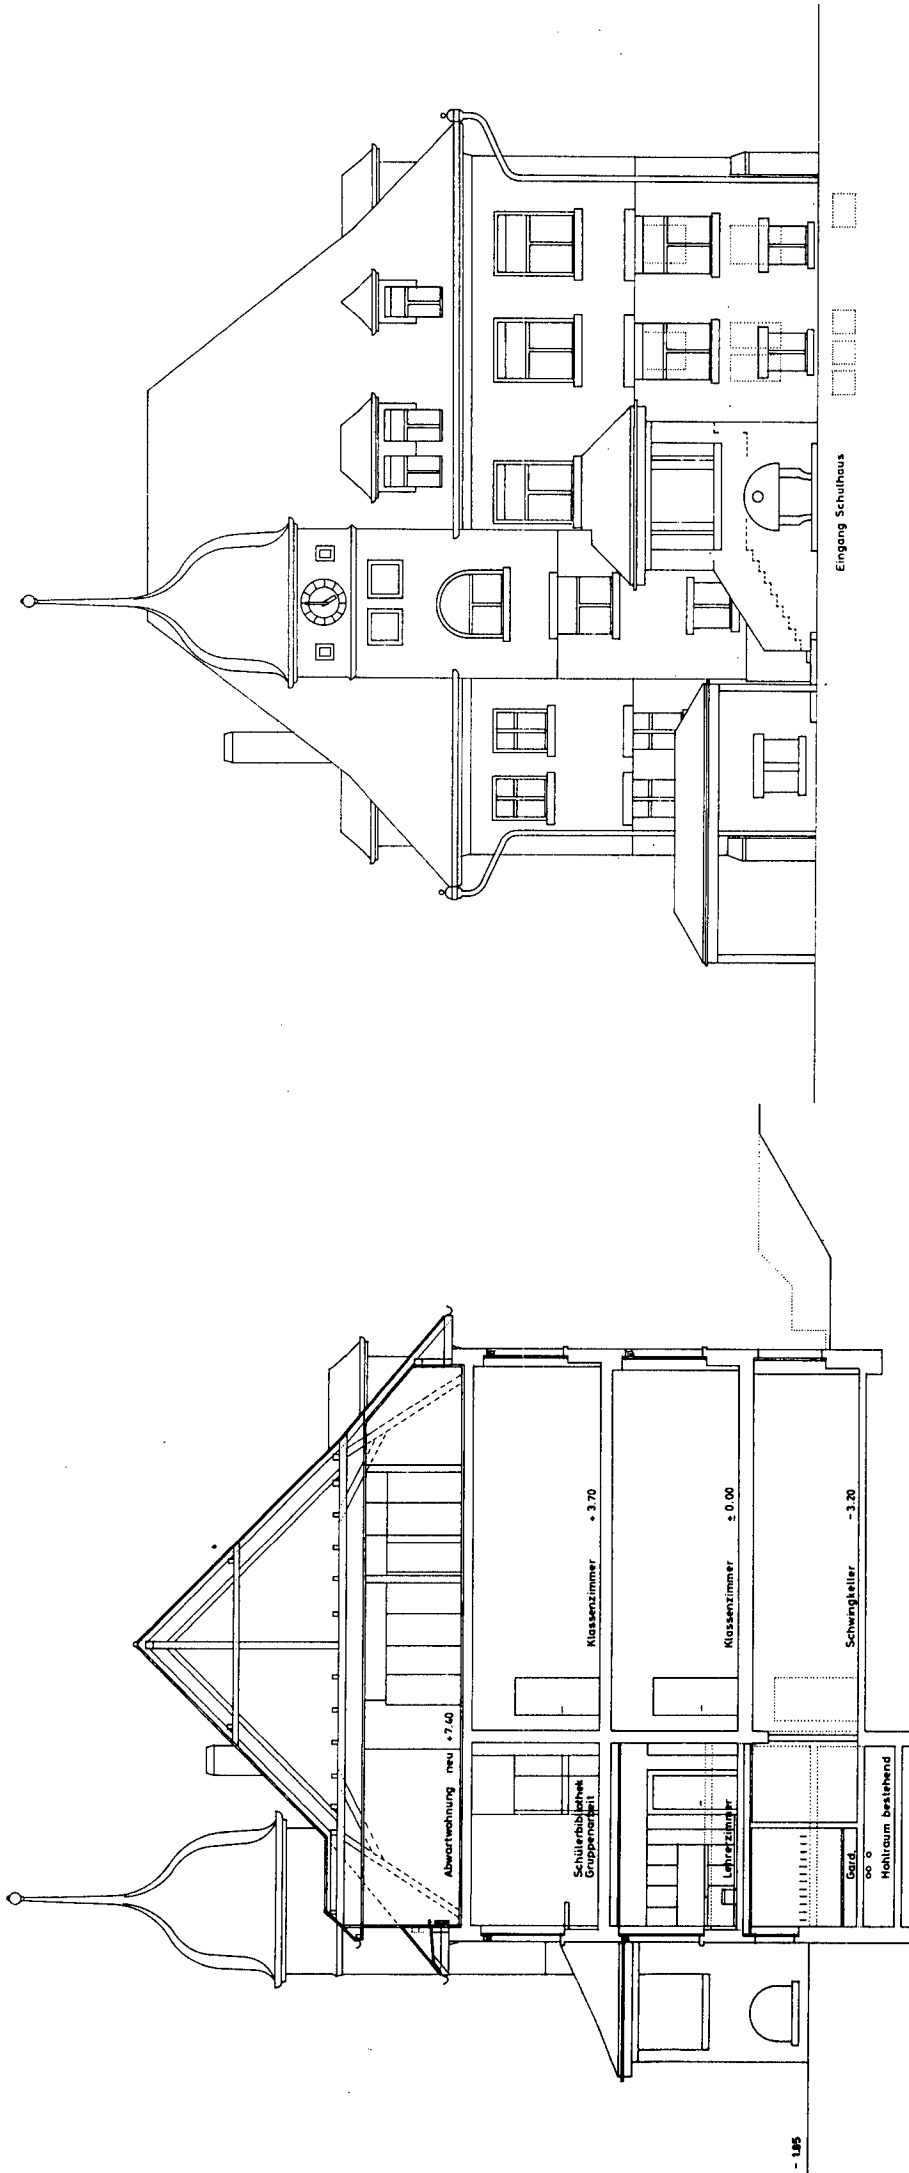 Eingang Schulhaus
Abwartwohnung neu +7.40
Klassenzimmer + 3.70
Schülerbibliothek
Gruppenarbeit
Klassenzimmer ± 0.00
Lehrerzimmer
Schwingkeller - 3.20
Gard.
Hohlraum bestehend
- 1.85